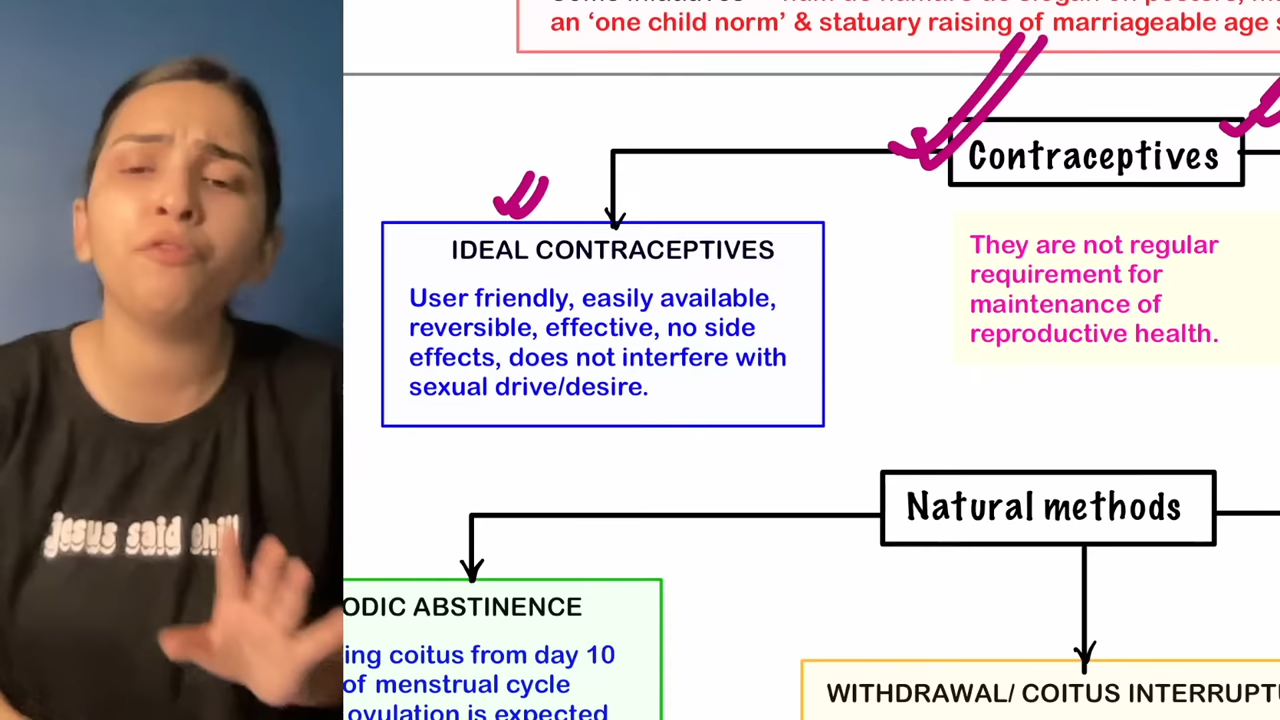 an ‘one child norm’ & statuary raising of marriageable age
Contraceptives
IDEAL CONTRACEPTIVES
User friendly, easily available,
reversible, effective, no side
effects, does not interfere with
sexual drive/desire.
They are not regular
requirement for
maintenance of
reproductive health.
Natural methods
ODIC ABSTINENCE
ing coitus from day 10
of menstrual cycle
ovulation is expected
WITHDRAWAL/ COITUS INTERRUPT
jesus said chill